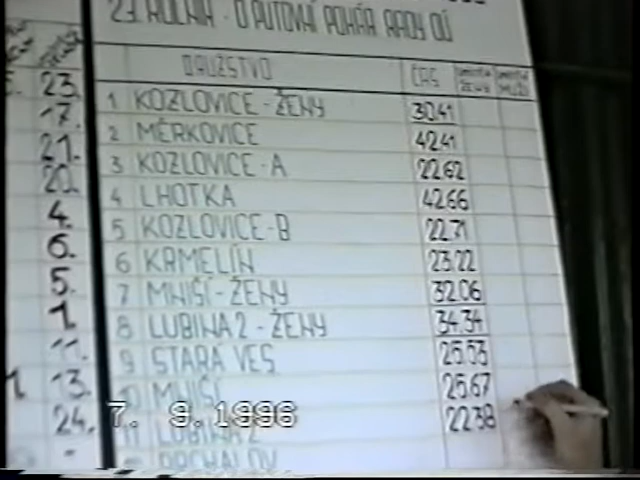 23. ROČNÍK - O PUTOVNÍ POHÁR RADY OÚ
DRUŽSTVO ČAS
23. 1 KOZLOVICE - ŽENY 30.41
17. 2 MĚRKOVICE 42.41
21. 3 KOZLOVICE - A 22.62
20. 4 LHOTKA 42.66
4. 5 KOZLOVICE - B 22.71
6. 6 KRMELÍN 23.22
5. 7 MNIŠÍ - ŽENY 32.06
1. 8 LUBINA 2 - ŽENY 34.34
11. 9 STARA VES 25.53
13. 10 MNIŠÍ 25.67
24. 11 LUBINA 2 22.38
PRCHALOV
7. 9.1996